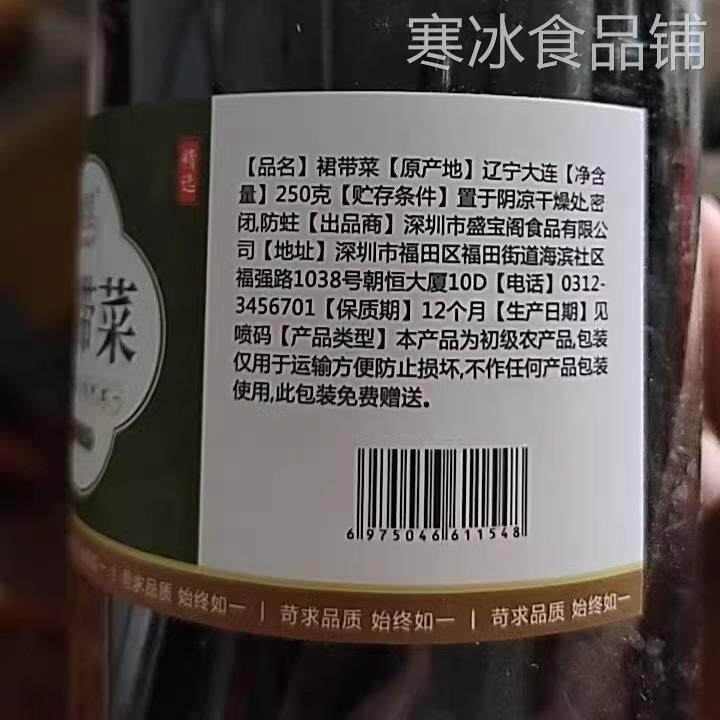 寒冰食品铺
精选
【品名】裙带菜【原产地】辽宁大连【净含
量】250克【贮存条件】置于阴凉干燥处,密
闭,防蛀【出品商】深圳市盛宝阁食品有限公
司【地址】深圳市福田区福田街道海滨社区
福强路1038号朝恒大厦10D【电话】0312-
3456701【保质期】12个月【生产日期】见
喷码【产品类型】本产品为初级农产品,包装
仅用于运输方便防止损坏,不作任何产品包装
使用,此包装免费赠送。
带菜
6 975046 611548
苛求品质 始终如一 | 苛求品质 始终如一 | 苛求品质 始终如一